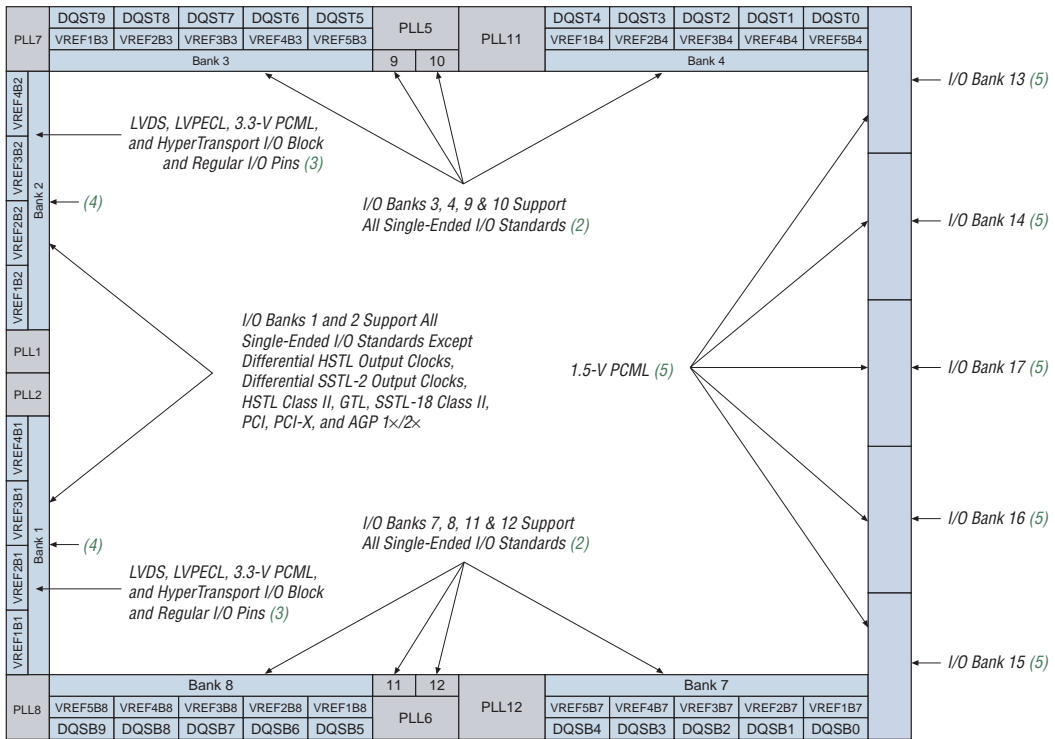 DQST9 DQST8 DQST7 DQST6 DQST5
DQST4 DQST3 DQST2 DQST1 DQST0
PLL7
VREF1B3 VREF2B3 VREF3B3 VREF4B3 VREF5B3
PLL5
PLL11
VREF1B4 VREF2B4 VREF3B4 VREF4B4 VREF5B4
Bank 3
9 10
Bank 4
VREF4B2
VREF3B2
VREF2B2
VREF1B2
Bank 2
LVDS, LVPECL, 3.3-V PCML,
and HyperTransport I/O Block
and Regular I/O Pins (3)
(4)
I/O Banks 3, 4, 9 & 10 Support
All Single-Ended I/O Standards (2)
I/O Bank 13 (5)
I/O Bank 14 (5)
PLL1
PLL2
I/O Banks 1 and 2 Support All
Single-Ended I/O Standards Except
Differential HSTL Output Clocks,
Differential SSTL-2 Output Clocks,
HSTL Class II, GTL, SSTL-18 Class II,
PCI, PCI-X, and AGP 1×/2×
1.5-V PCML (5)
I/O Bank 17 (5)
VREF4B1
VREF3B1
VREF2B1
VREF1B1
Bank 1
(4)
I/O Banks 7, 8, 11 & 12 Support
All Single-Ended I/O Standards (2)
I/O Bank 16 (5)
LVDS, LVPECL, 3.3-V PCML,
and HyperTransport I/O Block
and Regular I/O Pins (3)
I/O Bank 15 (5)
Bank 8
11 12
Bank 7
PLL8
VREF5B8 VREF4B8 VREF3B8 VREF2B8 VREF1B8
PLL6
PLL12
VREF5B7 VREF4B7 VREF3B7 VREF2B7 VREF1B7
DQSB9 DQSB8 DQSB7 DQSB6 DQSB5
DQSB4 DQSB3 DQSB2 DQSB1 DQSB0